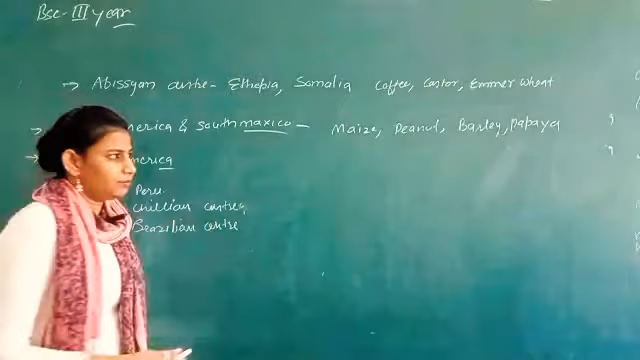 Bsc-III year
→ Abissyan centre - Ethopia, Somalia Coffee, Castor, Emmer wheat
→ merica & south maxico - Maize, Peanut, Barley, Papaya
→ merica
Peru
Chillian centre,
Brazilian centre